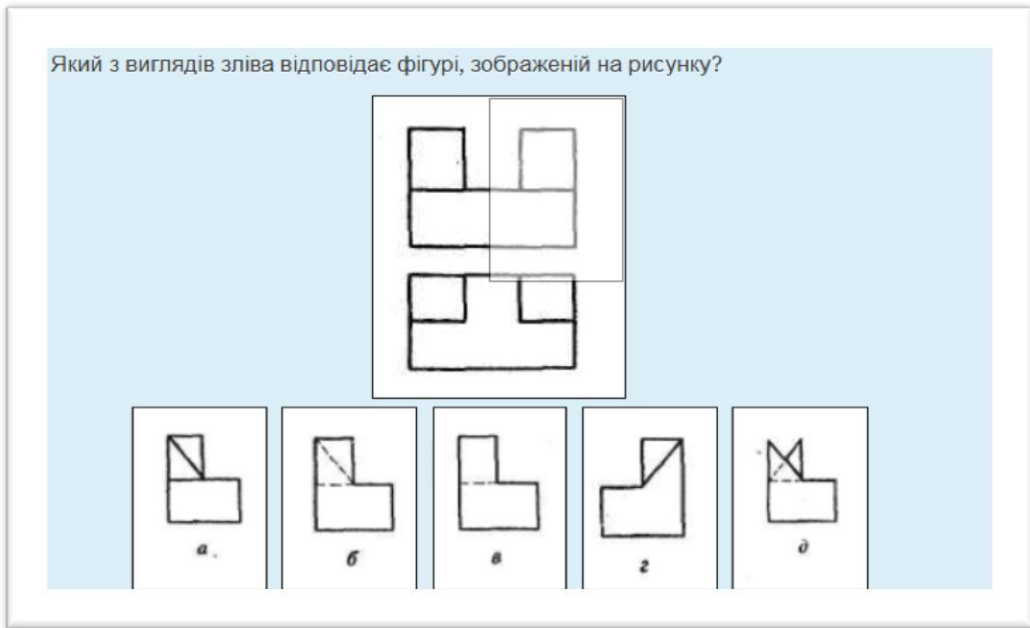 Який з виглядів зліва відповідає фігурі, зображеній на рисунку?
а. б в г д